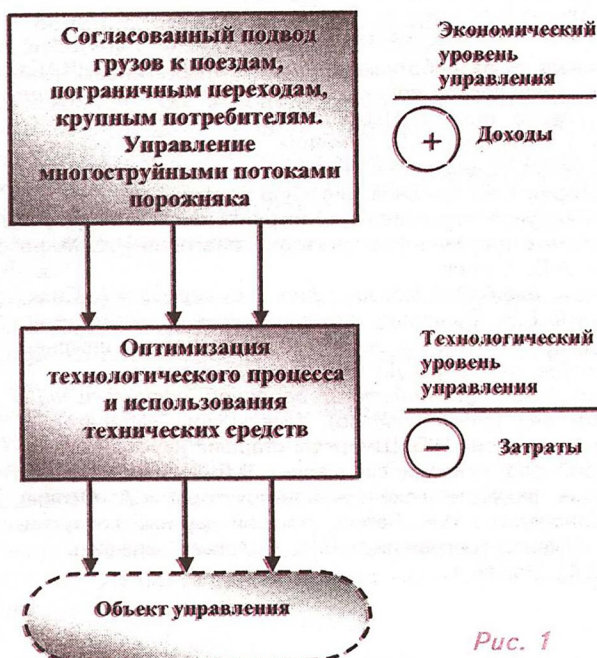 Согласованный подвод
грузов к поездам,
пограничным переходам,
крупным потребителям.
Управление
многоструйными потоками
порожняка
Экономический
уровень
управления
+ Доходы
Оптимизация
технологического процесса
и использования
технических средств
Технологический
уровень
управления
− Затраты
Объект управления
Рис. 1